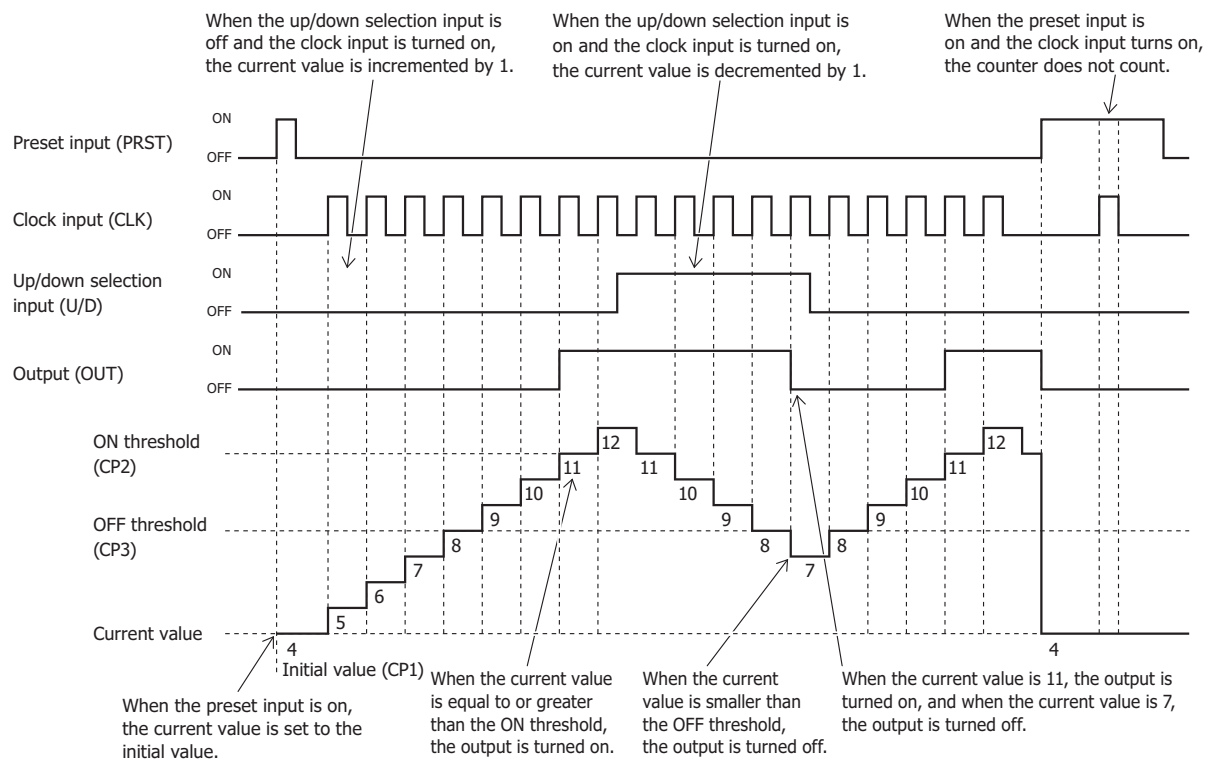 When the up/down selection input is
off and the clock input is turned on,
the current value is incremented by 1.
When the up/down selection input is
on and the clock input is turned on,
the current value is decremented by 1.
When the preset input is
on and the clock input turns on,
the counter does not count.
Preset input (PRST)
ON
OFF
Clock input (CLK)
ON
OFF
Up/down selection
input (U/D)
ON
OFF
Output (OUT)
ON
OFF
ON threshold
(CP2)
OFF threshold
(CP3)
Current value
4
5
6
7
8
9
10
11
12
11
10
9
8
7
8
9
10
11
12
4
Initial value (CP1)
When the preset input is on,
the current value is set to the
initial value.
When the current value
is equal to or greater
than the ON threshold,
the output is turned on.
When the current
value is smaller than
the OFF threshold,
the output is turned off.
When the current value is 11, the output is
turned on, and when the current value is 7,
the output is turned off.